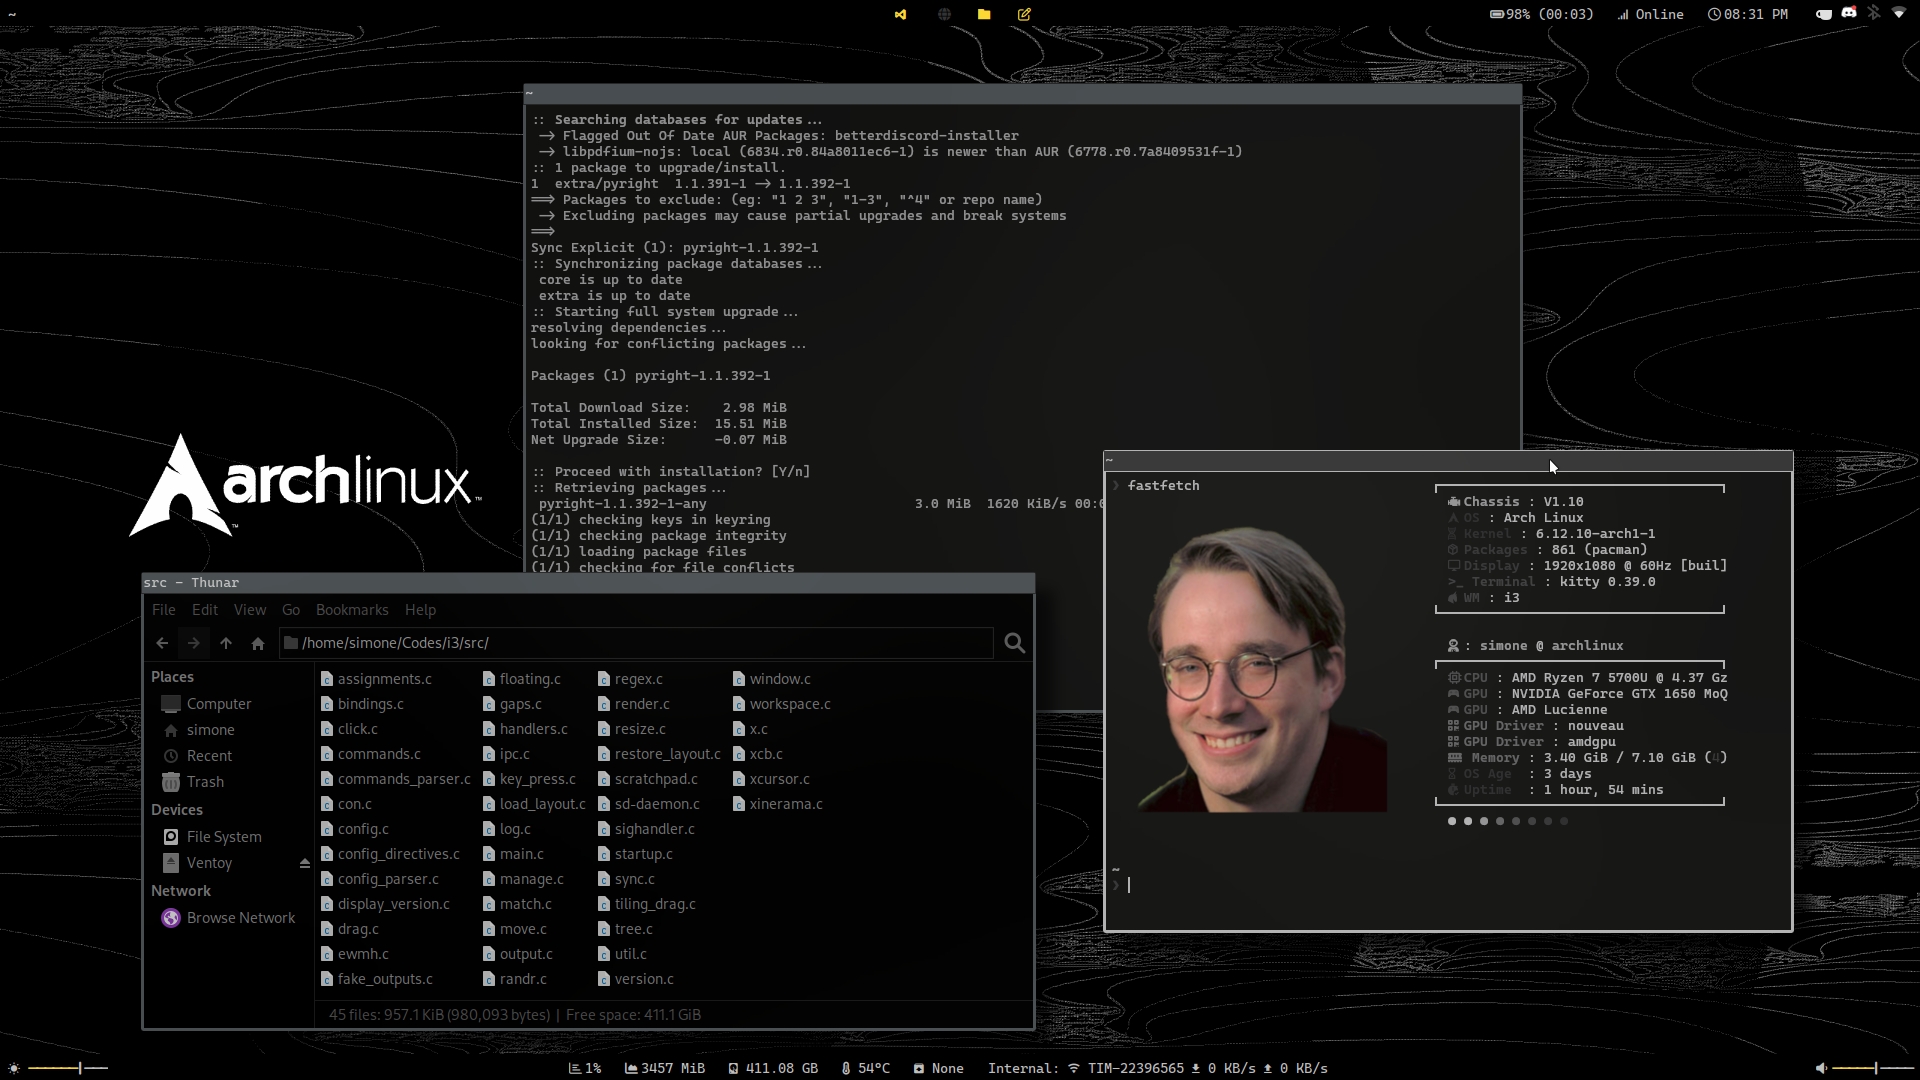 ~
98% (00:03) Online 08:31 PM
~
:: Searching databases for updates...
-> Flagged Out Of Date AUR Packages: betterdiscord-installer
-> libpdfium-nojs: local (6834.r0.84a8011ec6-1) is newer than AUR (6778.r0.7a8409531f-1)
:: 1 package to upgrade/install.
1 extra/pyright 1.1.391-1 -> 1.1.392-1
==> Packages to exclude: (eg: "1 2 3", "1-3", "^4" or repo name)
-> Excluding packages may cause partial upgrades and break systems
==>
Sync Explicit (1): pyright-1.1.392-1
:: Synchronizing package databases...
core is up to date
extra is up to date
:: Starting full system upgrade...
resolving dependencies...
looking for conflicting packages...
Packages (1) pyright-1.1.392-1
Total Download Size: 2.98 MiB
Total Installed Size: 15.51 MiB
Net Upgrade Size: -0.07 MiB
:: Proceed with installation? [Y/n]
:: Retrieving packages...
pyright-1.1.392-1-any 3.0 MiB 1620 KiB/s 00:0
(1/1) checking keys in keyring
(1/1) checking package integrity
(1/1) loading package files
(1/1) checking for file conflicts
archlinux™
™
src - Thunar
File Edit View Go Bookmarks Help
/home/simone/Codes/i3/src/
Places
Computer
simone
Recent
Trash
Devices
File System
Ventoy
Network
Browse Network
assignments.c
bindings.c
click.c
commands.c
commands_parser.c
con.c
config.c
config_directives.c
config_parser.c
display_version.c
drag.c
ewmh.c
fake_outputs.c
floating.c
gaps.c
handlers.c
ipc.c
key_press.c
load_layout.c
log.c
main.c
manage.c
match.c
move.c
output.c
randr.c
regex.c
render.c
resize.c
restore_layout.c
scratchpad.c
sd-daemon.c
sighandler.c
startup.c
sync.c
tiling_drag.c
tree.c
util.c
version.c
window.c
workspace.c
x.c
xcb.c
xcursor.c
xinerama.c
45 files: 957.1 KiB (980,093 bytes) | Free space: 411.1 GiB
~
❯ fastfetch
Chassis : V1.10
OS : Arch Linux
Kernel : 6.12.10-arch1-1
Packages : 861 (pacman)
Display : 1920x1080 @ 60Hz [buil]
>_ Terminal : kitty 0.39.0
WM : i3
: simone @ archlinux
CPU : AMD Ryzen 7 5700U @ 4.37 Gz
GPU : NVIDIA GeForce GTX 1650 MoQ
GPU : AMD Lucienne
GPU Driver : nouveau
GPU Driver : amdgpu
Memory : 3.40 GiB / 7.10 GiB (4)
OS Age : 3 days
Uptime : 1 hour, 54 mins
~
❯
1% 3457 MiB 411.08 GB 54°C None Internal: TIM-22396565 0 KB/s 0 KB/s